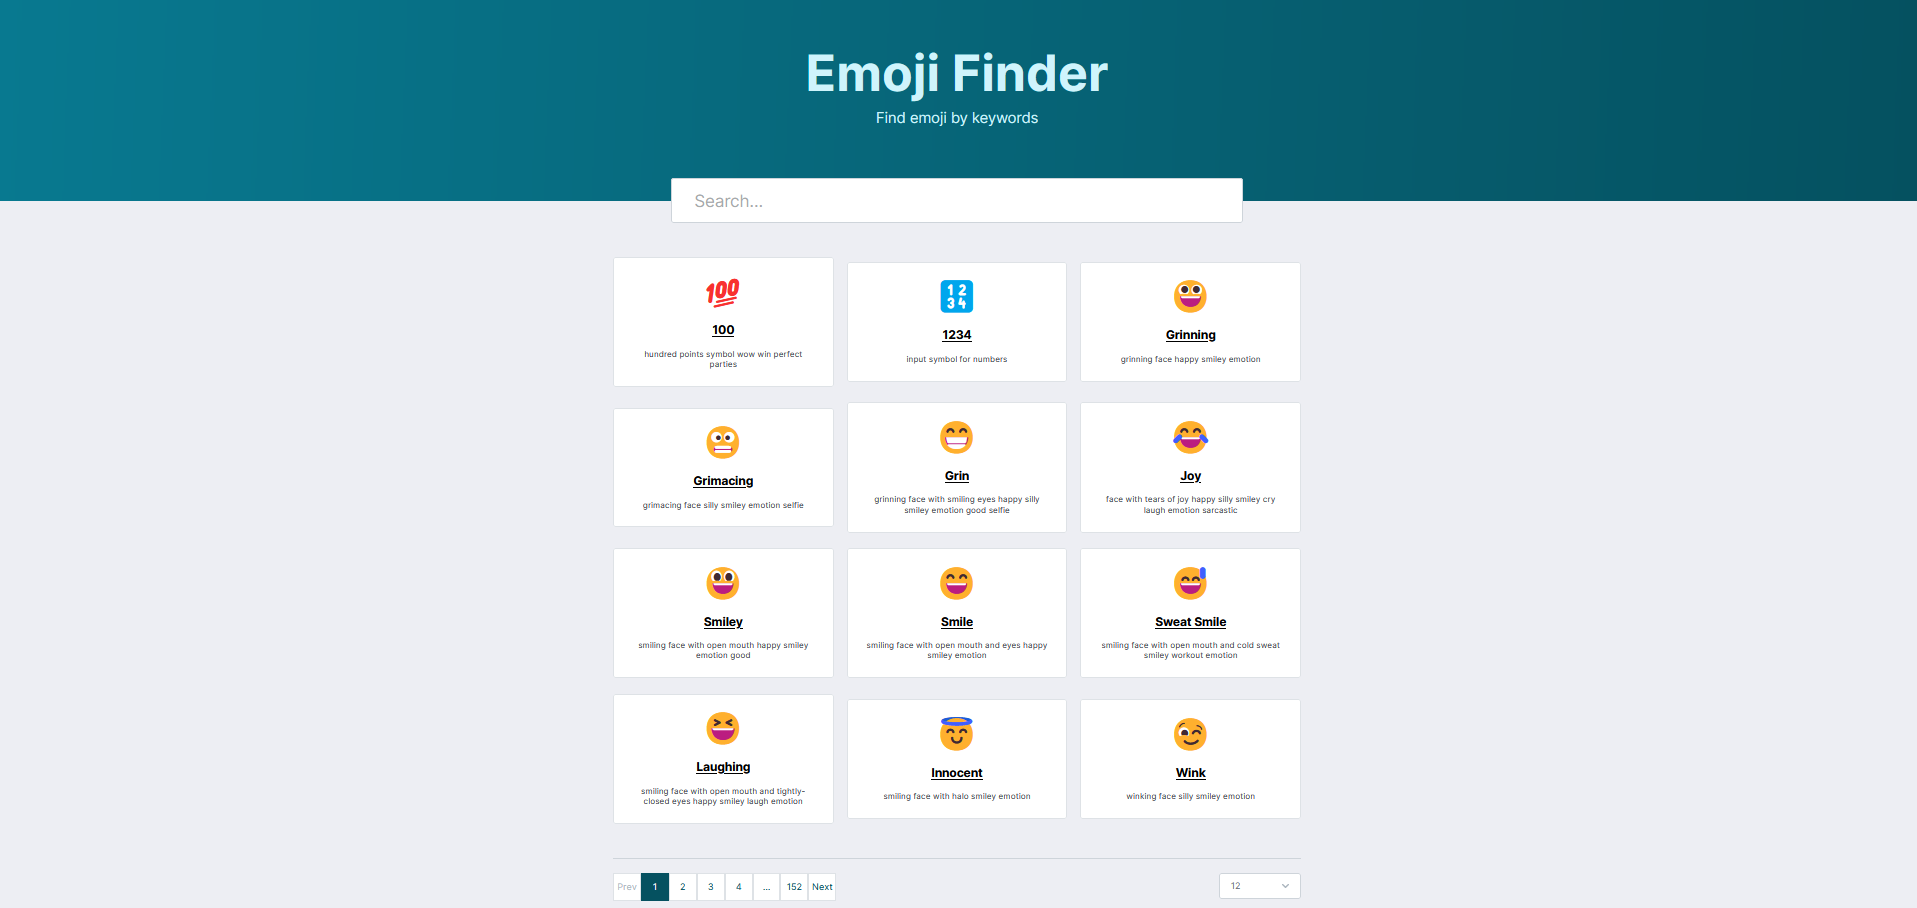 Emoji Finder
Find emoji by keywords
Search...
100
100
hundred points symbol wow win perfect
parties
1 2
3 4
1234
input symbol for numbers
Grinning
grinning face happy smiley emotion
Grimacing
grimacing face silly smiley emotion selfie
Grin
grinning face with smiling eyes happy silly
smiley emotion good selfie
Joy
face with tears of joy happy silly smiley cry
laugh emotion sarcastic
Smiley
smiling face with open mouth happy smiley
emotion good
Smile
smiling face with open mouth and eyes happy
smiley emotion
Sweat Smile
smiling face with open mouth and cold sweat
smiley workout emotion
Laughing
smiling face with open mouth and tightly-
closed eyes happy smiley laugh emotion
Innocent
smiling face with halo smiley emotion
Wink
winking face silly smiley emotion
Prev 1 2 3 4 ... 152 Next
12